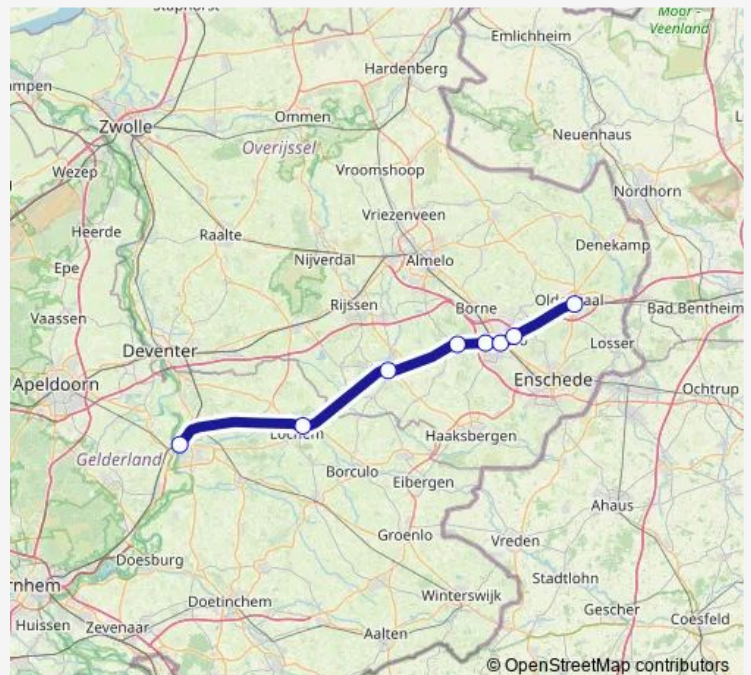 Emlichheim
Moor -
Veenland
Hardenberg
Zwolle
Ommen
Overijssel
Neuenhaus
Wezep
Vroomshoop
Nordhorn
Vriezenveen
Heerde
Raalte
Denekamp
Epe
Nijverdal
Almelo
Rijssen
Borne
Bad Bentheim
Vaassen
Losser
Deventer
Apeldoorn
Enschede
Ochtrup
Lochem
Haaksbergen
Gelderland
Borculo
Eibergen
Ahaus
Groenlo
Vreden
Doesburg
Stadtlohn
rnhem
Doetinchem
Winterswijk
Gescher
Coesfeld
Huissen
Zevenaar
Aalten
© OpenStreetMap contributors